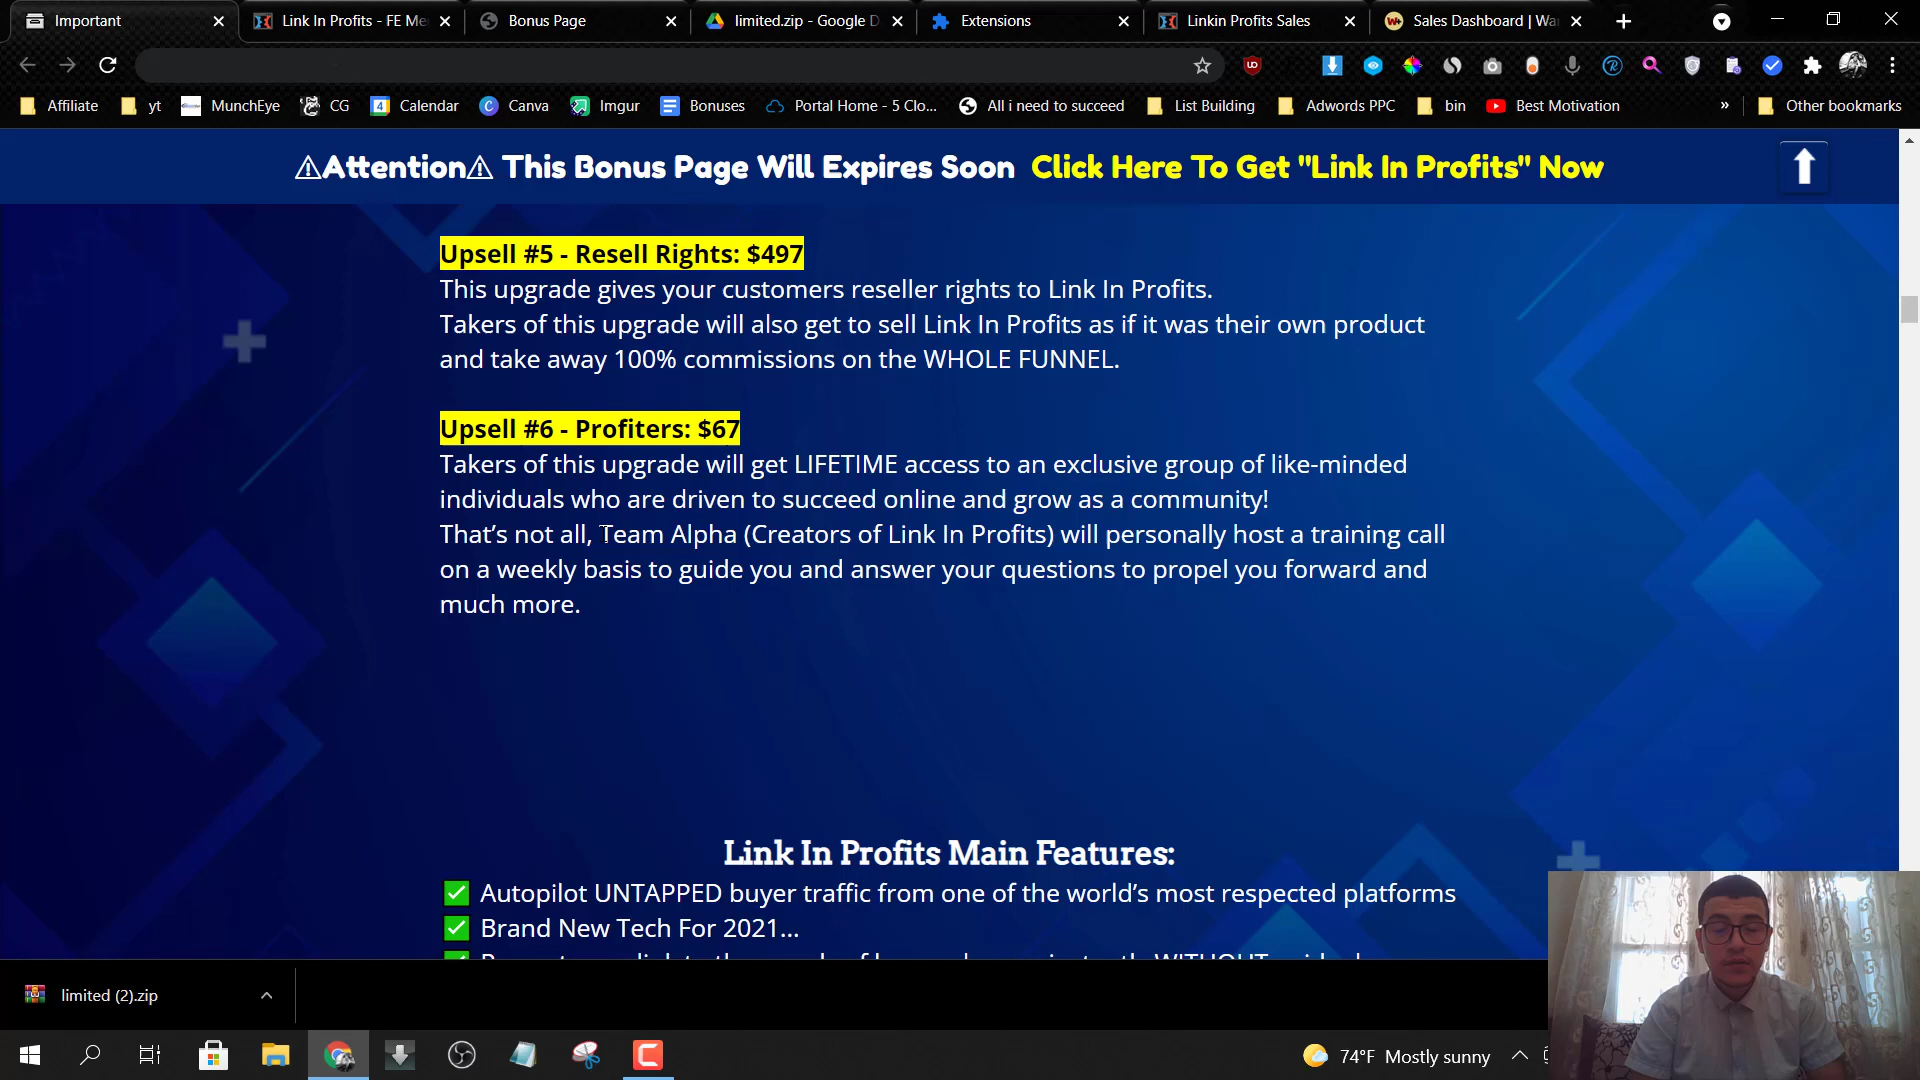 Important
Link In Profits - FE Me
Bonus Page
limited.zip - Google D
Extensions
Linkin Profits Sales
Sales Dashboard | Wa
Affiliate
yt
MunchEye
CG
Calendar
Canva
Imgur
Bonuses
Portal Home - 5 Clo...
All i need to succeed
List Building
Adwords PPC
bin
Best Motivation
»
Other bookmarks
⚠Attention⚠ This Bonus Page Will Expires Soon Click Here To Get "Link In Profits" Now
Upsell #5 - Resell Rights: $497
This upgrade gives your customers reseller rights to Link In Profits.
Takers of this upgrade will also get to sell Link In Profits as if it was their own product
and take away 100% commissions on the WHOLE FUNNEL.
Upsell #6 - Profiters: $67
Takers of this upgrade will get LIFETIME access to an exclusive group of like-minded
individuals who are driven to succeed online and grow as a community!
That’s not all, Team Alpha (Creators of Link In Profits) will personally host a training call
on a weekly basis to guide you and answer your questions to propel you forward and
much more.
Link In Profits Main Features:
Autopilot UNTAPPED buyer traffic from one of the world’s most respected platforms
Brand New Tech For 2021...
limited (2).zip
74°F Mostly sunny